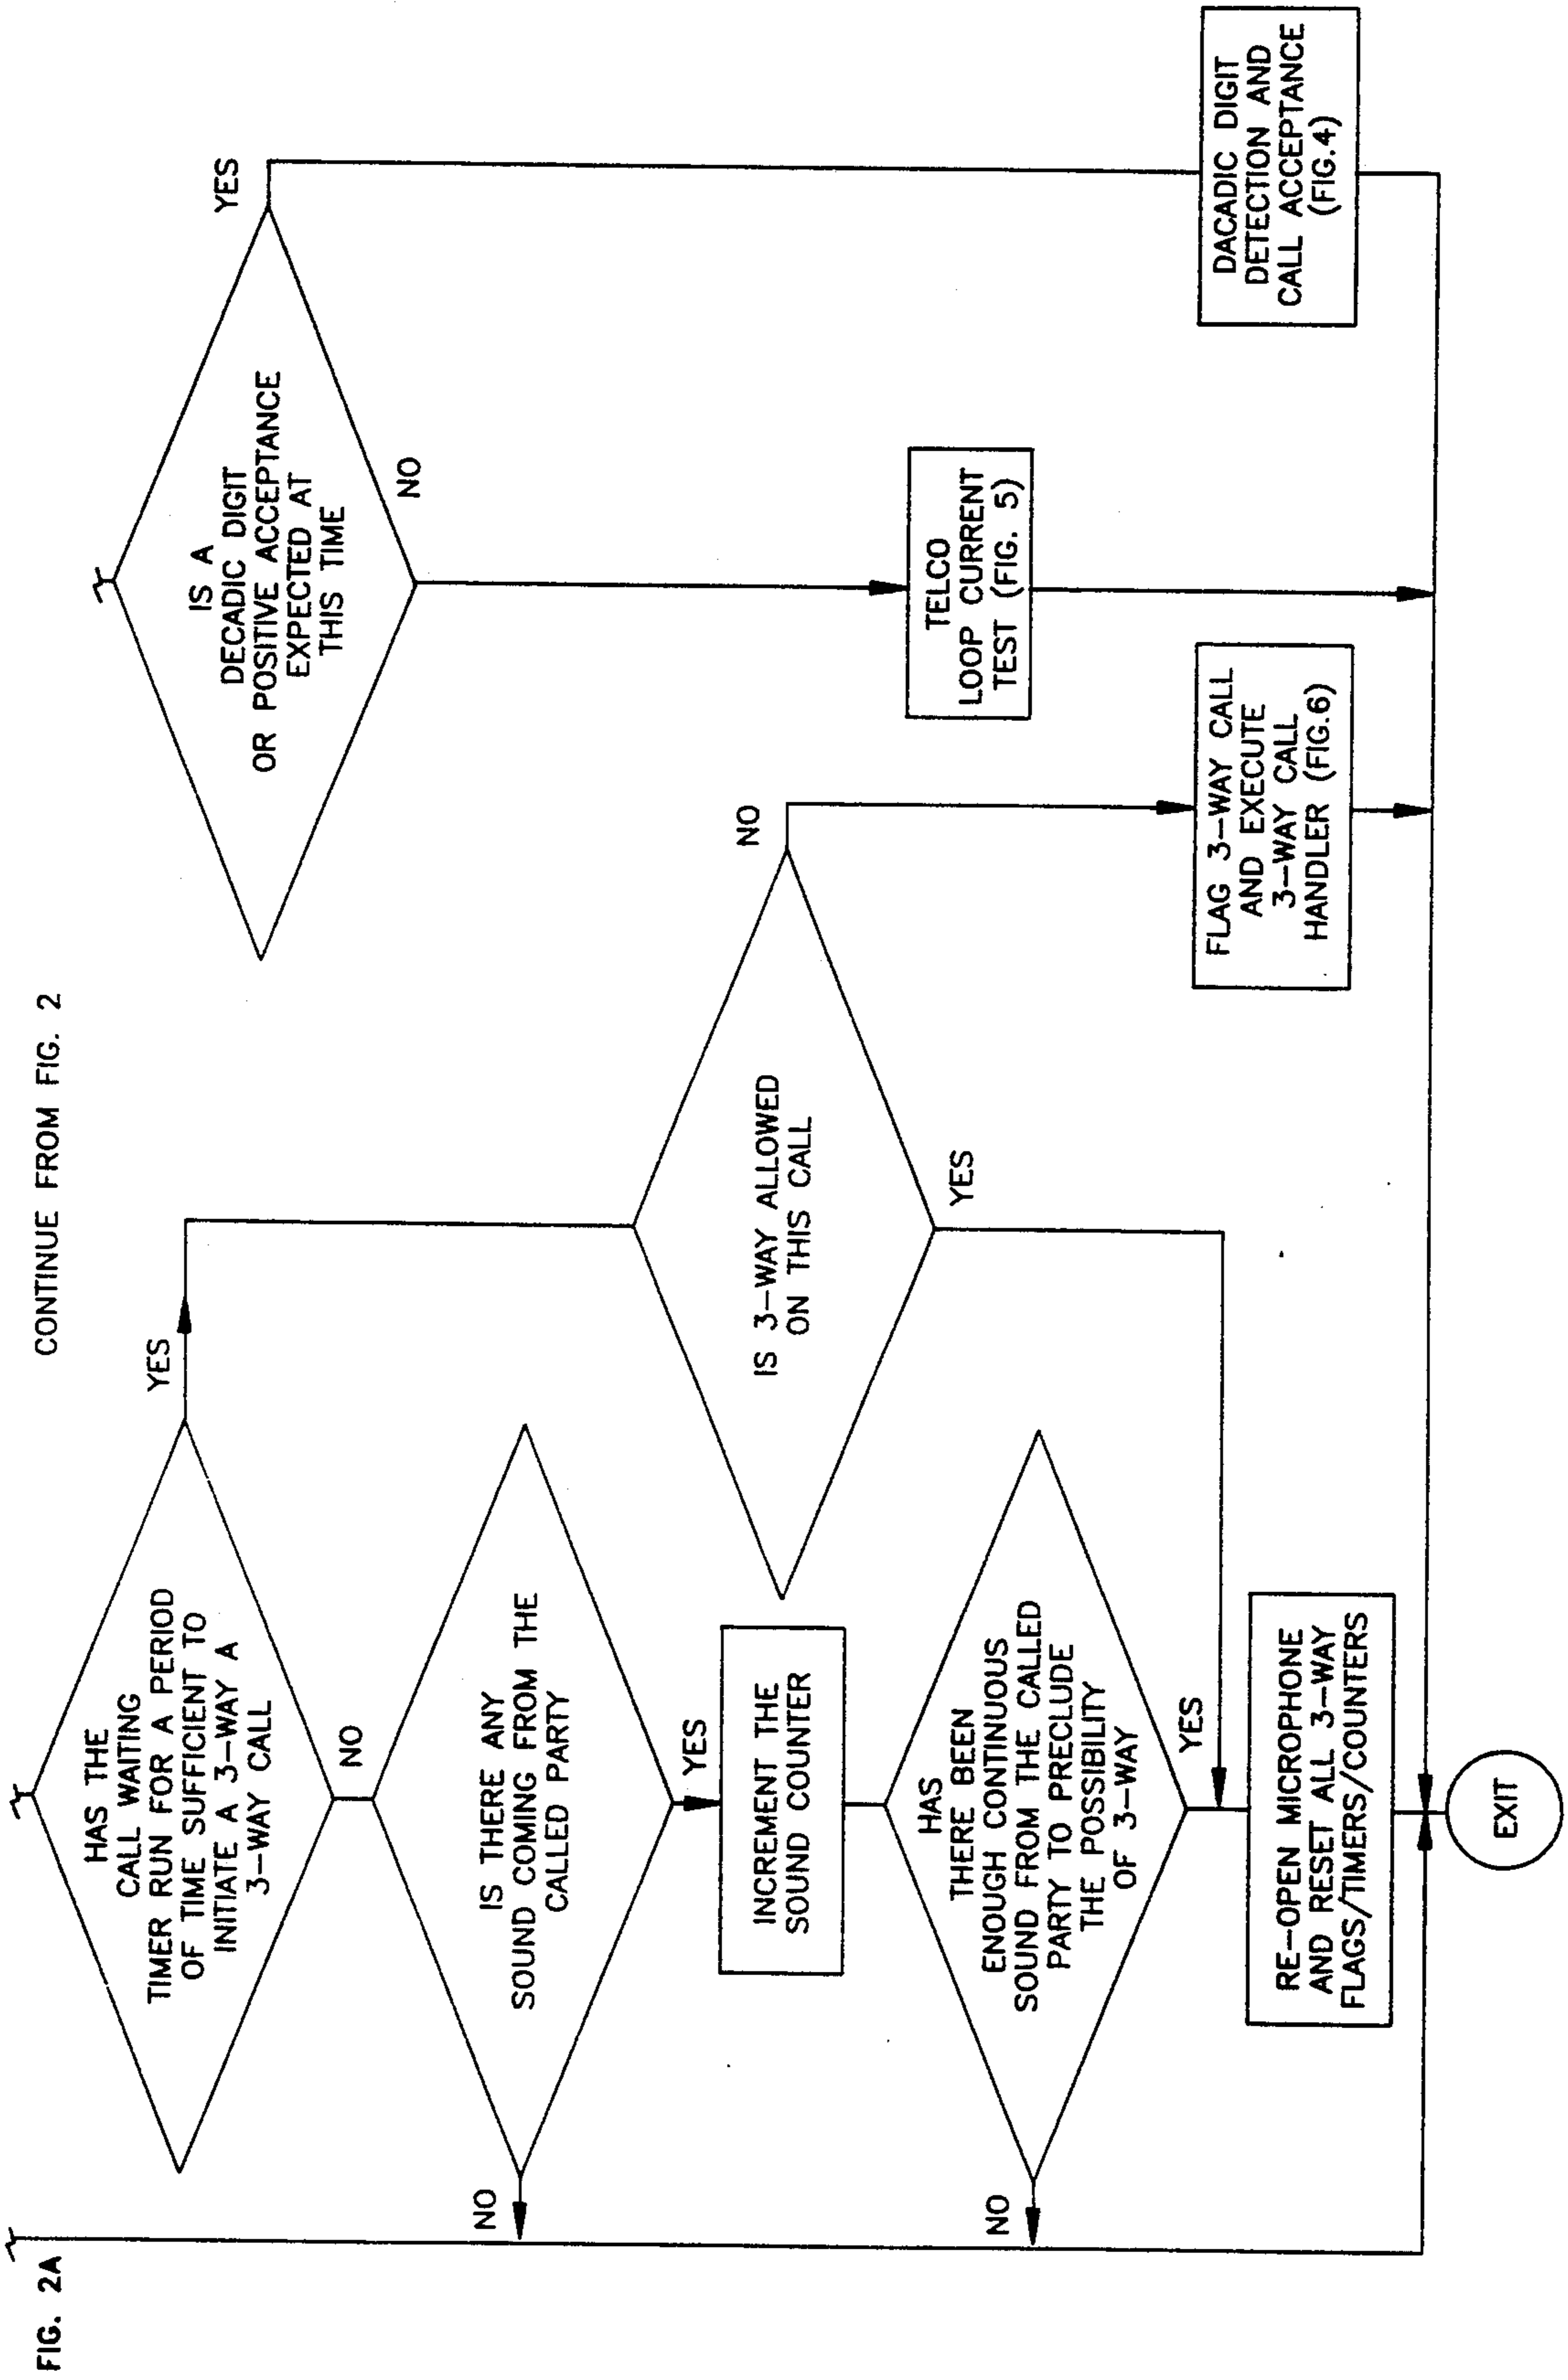 FIG. 2A
CONTINUE FROM FIG. 2
HAS THE
CALL WAITING
TIMER RUN FOR A PERIOD
OF TIME SUFFICIENT TO
INITIATE A 3-WAY A
3-WAY CALL
YES
NO
IS THERE ANY
SOUND COMING FROM THE
CALLED PARTY
NO
YES
INCREMENT THE
SOUND COUNTER
HAS
THERE BEEN
ENOUGH CONTINUOUS
SOUND FROM THE CALLED
PARTY TO PRECLUDE
THE POSSIBILITY
OF 3-WAY
NO
YES
RE-OPEN MICROPHONE
AND RESET ALL 3-WAY
FLAGS/TIMERS/COUNTERS
EXIT
IS 3-WAY ALLOWED
ON THIS CALL
YES
NO
FLAG 3-WAY CALL
AND EXECUTE
3-WAY CALL
HANDLER (FIG.6)
IS A
DECADIC DIGIT
OR POSITIVE ACCEPTANCE
EXPECTED AT
THIS TIME
YES
NO
TELCO
LOOP CURRENT
TEST (FIG. 5)
DACADIC DIGIT
DETECTION AND
CALL ACCEPTANCE
(FIG.4)